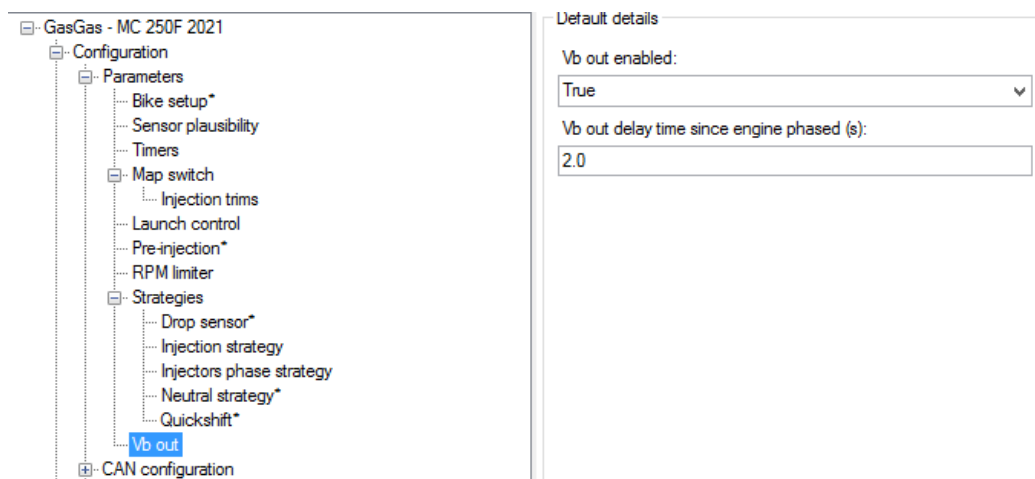 GasGas - MC 250F 2021
Configuration
Parameters
Bike setup*
Sensor plausibility
Timers
Map switch
Injection trims
Launch control
Pre-injection*
RPM limiter
Strategies
Drop sensor*
Injection strategy
Injectors phase strategy
Neutral strategy*
Quickshift*
Vb out
CAN configuration
Default details
Vb out enabled:
True
Vb out delay time since engine phased (s):
2.0